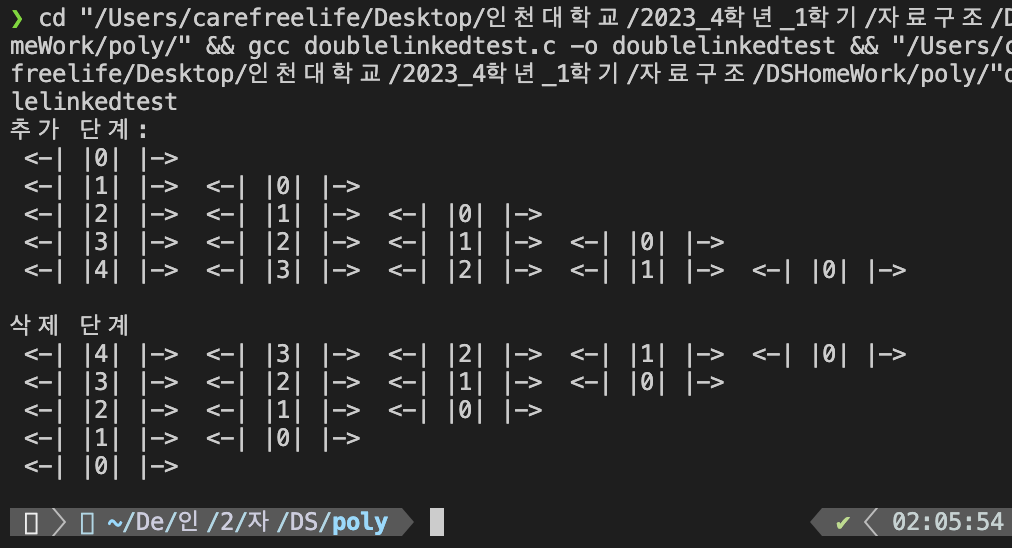 ❯ cd "/Users/carefreelife/Desktop/인천대학교/2023_4학년_1학기/자료구조/D
meWork/poly/" && gcc doublelinkedtest.c -o doublelinkedtest && "/Users/c
freelife/Desktop/인천대학교/2023_4학년_1학기/자료구조/DSHomeWork/poly/"d
lelinkedtest
추가 단계:
<-| |0| |->
<-| |1| |-> <-| |0| |->
<-| |2| |-> <-| |1| |-> <-| |0| |->
<-| |3| |-> <-| |2| |-> <-| |1| |-> <-| |0| |->
<-| |4| |-> <-| |3| |-> <-| |2| |-> <-| |1| |-> <-| |0| |->
삭제 단계
<-| |4| |-> <-| |3| |-> <-| |2| |-> <-| |1| |-> <-| |0| |->
<-| |3| |-> <-| |2| |-> <-| |1| |-> <-| |0| |->
<-| |2| |-> <-| |1| |-> <-| |0| |->
<-| |1| |-> <-| |0| |->
<-| |0| |->
~/De/인/2/자/DS/poly ✔ 02:05:54